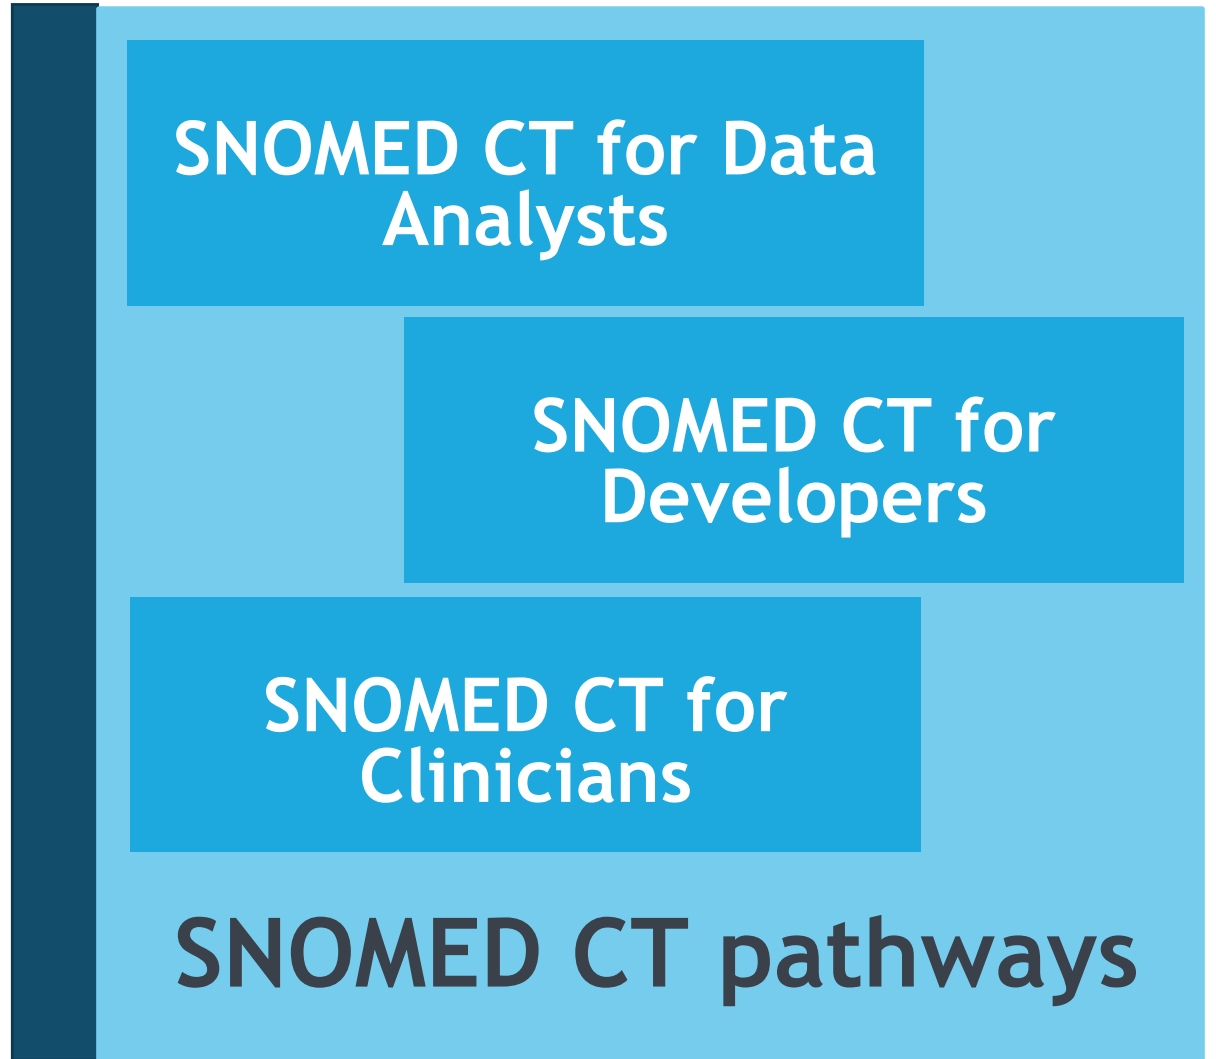 SNOMED CT for Data
Analysts
SNOMED CT for
Developers
SNOMED CT for
Clinicians
SNOMED CT pathways